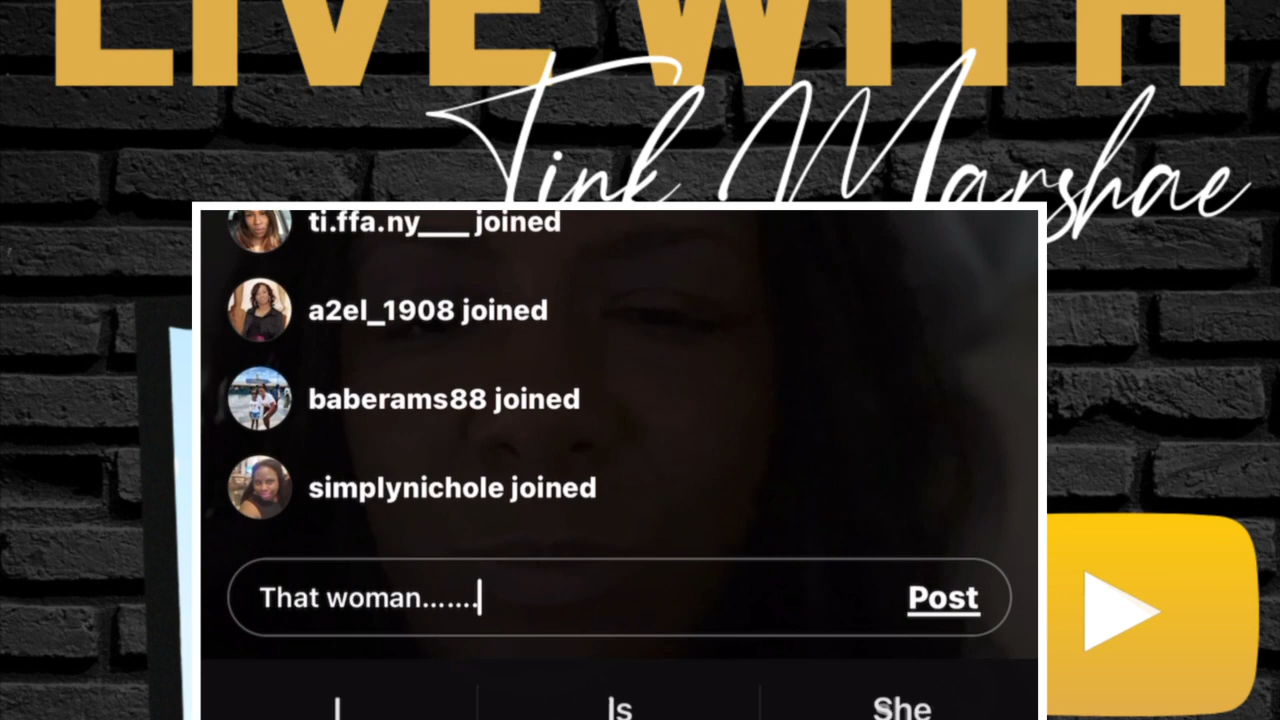 LIVE WITH
Tink Marshae
ti.ffa.ny___ joined
a2el_1908 joined
baberams88 joined
simplynichole joined
That woman....... Post
I Is She